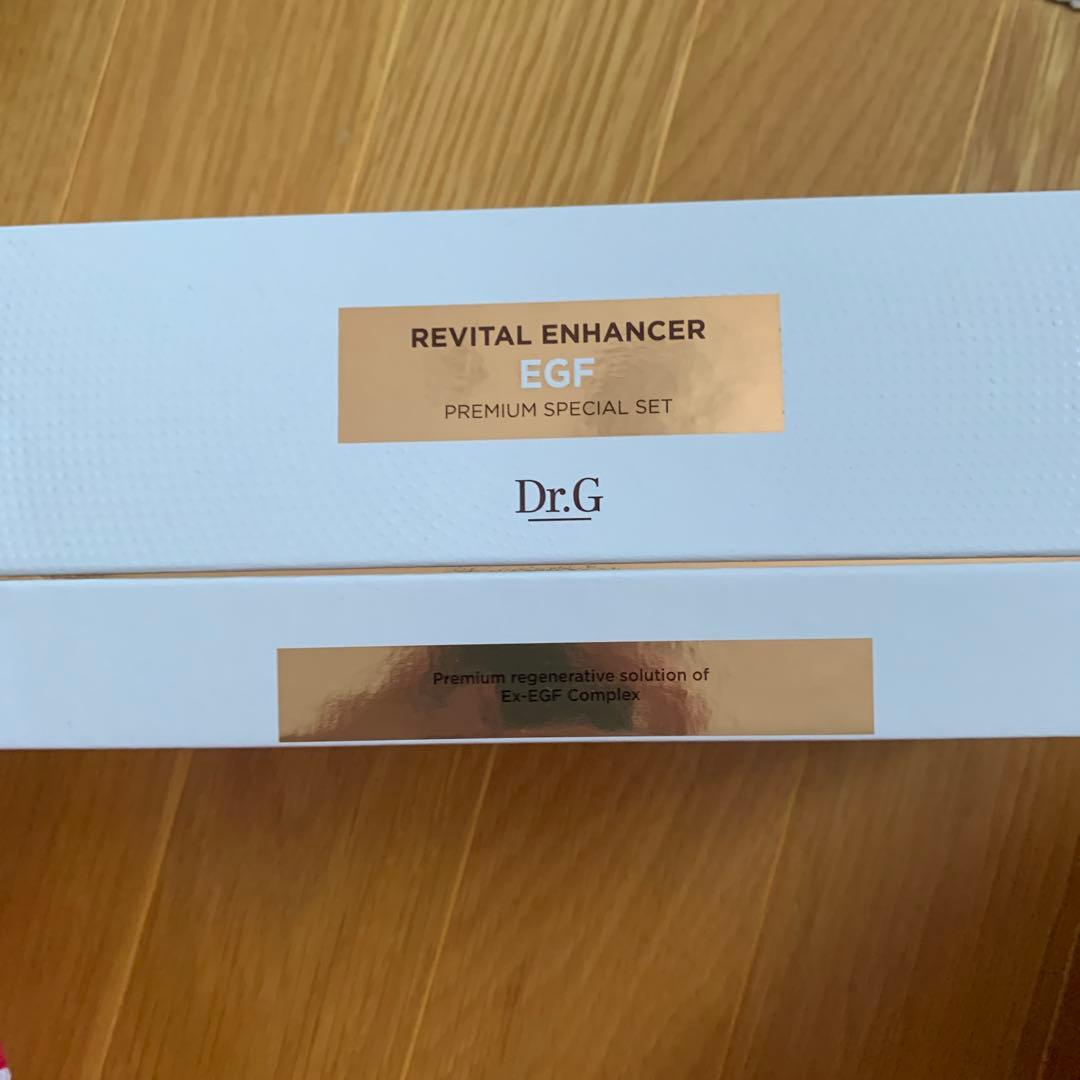 REVITAL ENHANCER
EGF
PREMIUM SPECIAL SET
Dr.G
Premium regenerative solution of
Ex-EGF Complex